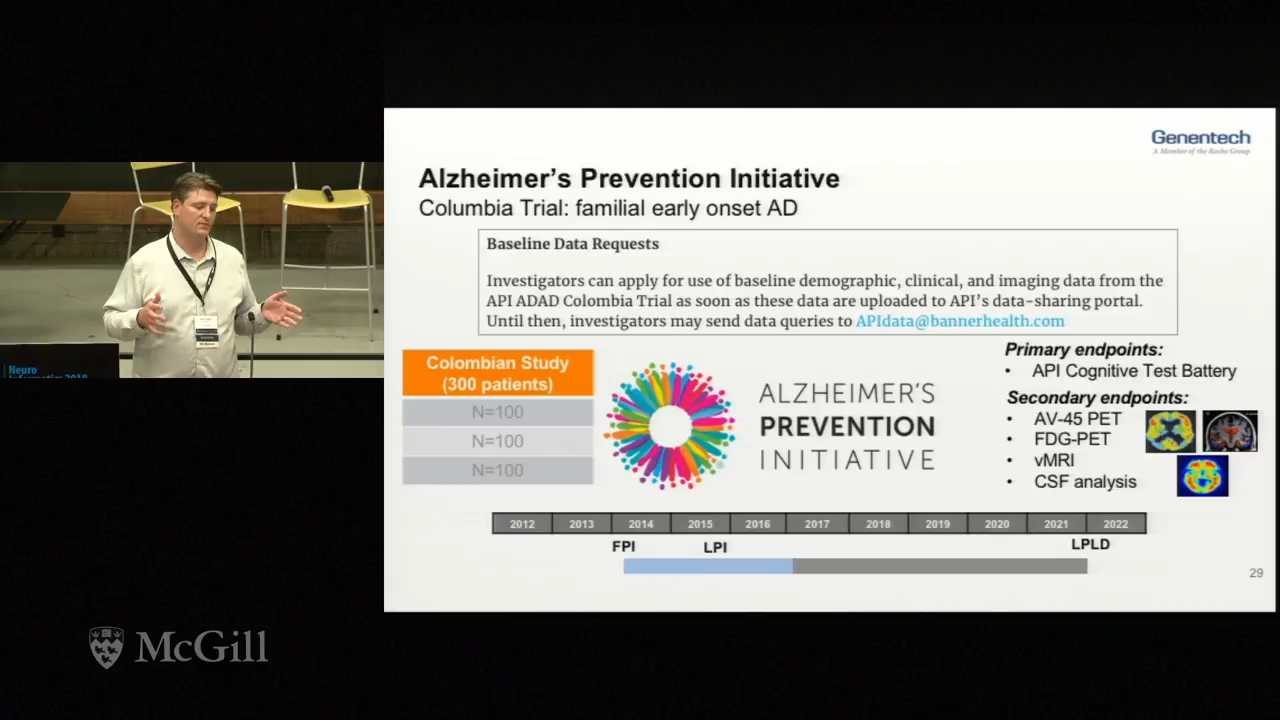 Genentech
A Member of the Roche Group
Alzheimer's Prevention Initiative
Columbia Trial: familial early onset AD
Baseline Data Requests
Investigators can apply for use of baseline demographic, clinical, and imaging data from the
API ADAD Colombia Trial as soon as these data are uploaded to API's data-sharing portal.
Until then, investigators may send data queries to APIdata@bannerhealth.com
Colombian Study
(300 patients)
N=100
N=100
N=100
ALZHEIMER'S
PREVENTION
INITIATIVE
Primary endpoints:
• API Cognitive Test Battery
Secondary endpoints:
• AV-45 PET
• FDG-PET
• vMRI
• CSF analysis
2012 2013 2014 2015 2016 2017 2018 2019 2020 2021 2022
FPI LPI LPLD
29
Neuro
Informatics 2018
McGill